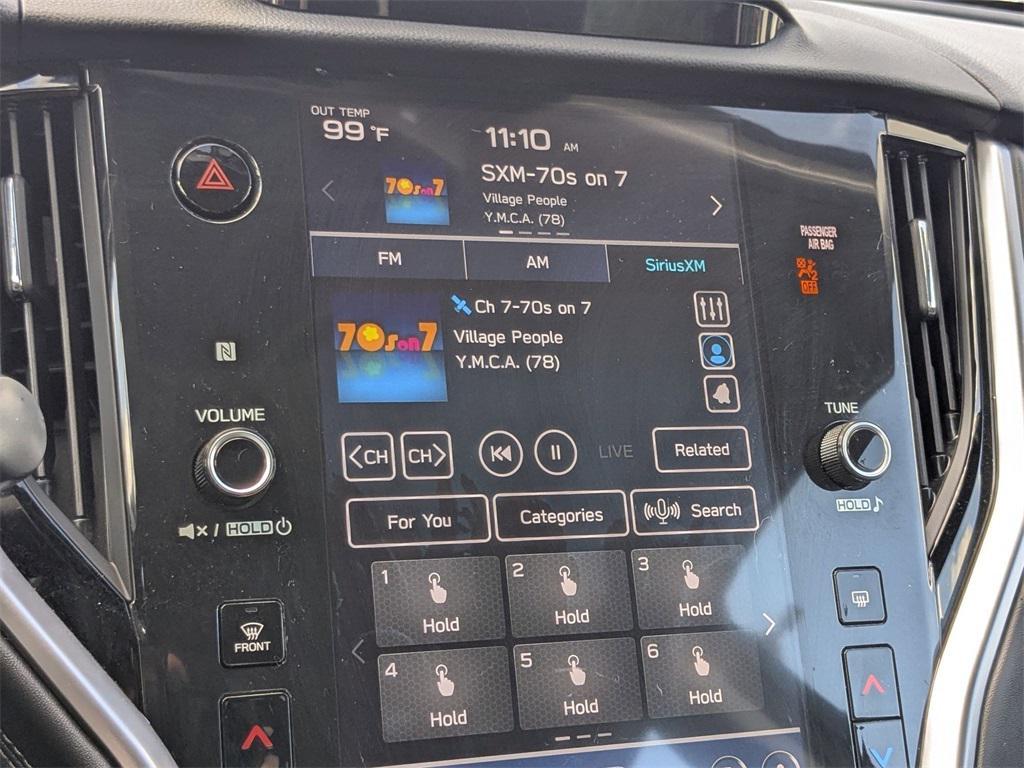 OUT TEMP
99 °F
11:10 AM
SXM-70s on 7
70s on 7
Village People
Y.M.C.A. (78)
PASSENGER
AIR BAG
2
OFF
FM
AM
SiriusXM
Ch 7-70s on 7
70s on 7
Village People
Y.M.C.A. (78)
N
VOLUME
TUNE
<CH
CH>
LIVE
Related
HOLD
For You
Categories
Search
/ HOLD
1
Hold
2
Hold
3
Hold
FRONT
4
Hold
5
Hold
6
Hold